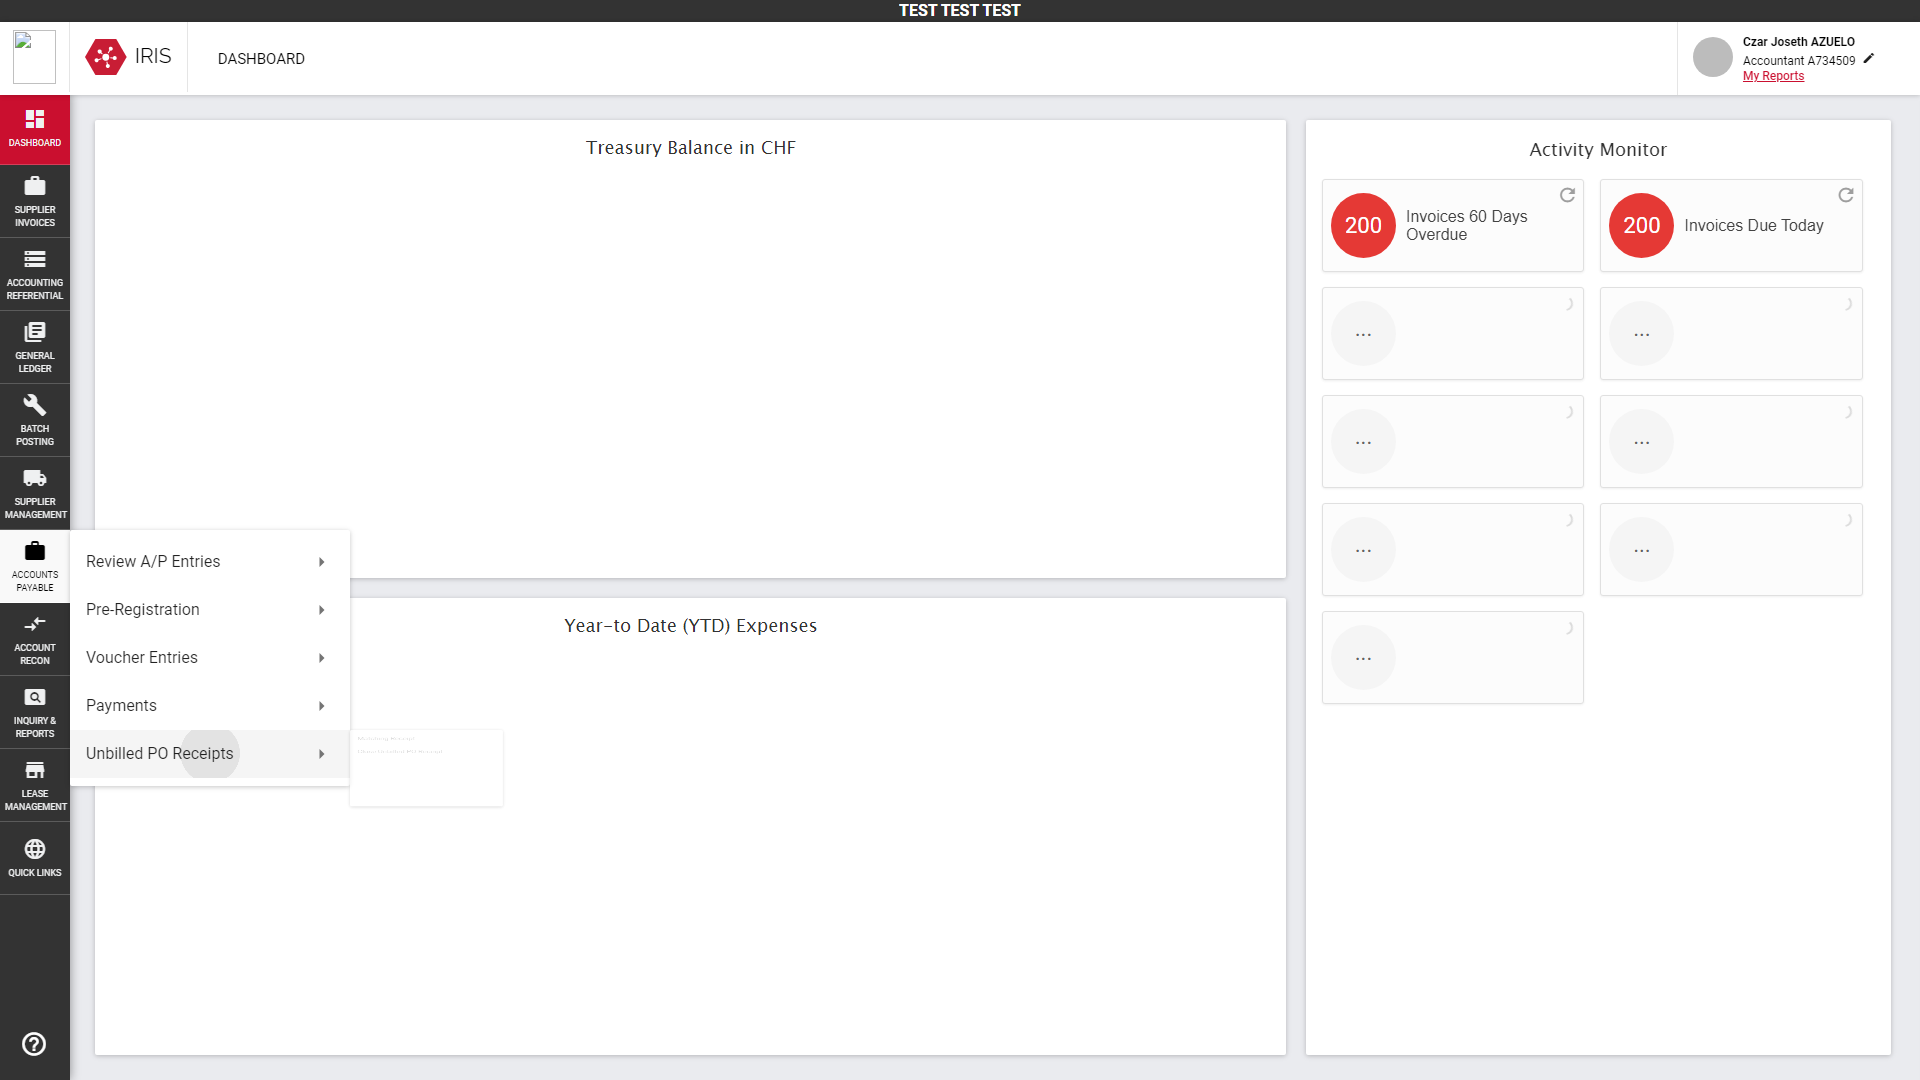 TEST TEST TEST
IRIS
DASHBOARD
Czar Joseth AZUELO
Accountant A734509
My Reports
DASHBOARD
SUPPLIER
INVOICES
ACCOUNTING
REFERENTIAL
GENERAL
LEDGER
BATCH
POSTING
SUPPLIER
MANAGEMENT
ACCOUNTS
PAYABLE
ACCOUNT
RECON
INQUIRY &
REPORTS
LEASE
MANAGEMENT
QUICK LINKS
Review A/P Entries
Pre-Registration
Voucher Entries
Payments
Unbilled PO Receipts
Treasury Balance in CHF
Year-to Date (YTD) Expenses
Activity Monitor
200
Invoices 60 Days
Overdue
200
Invoices Due Today
...
...
...
...
...
...
...